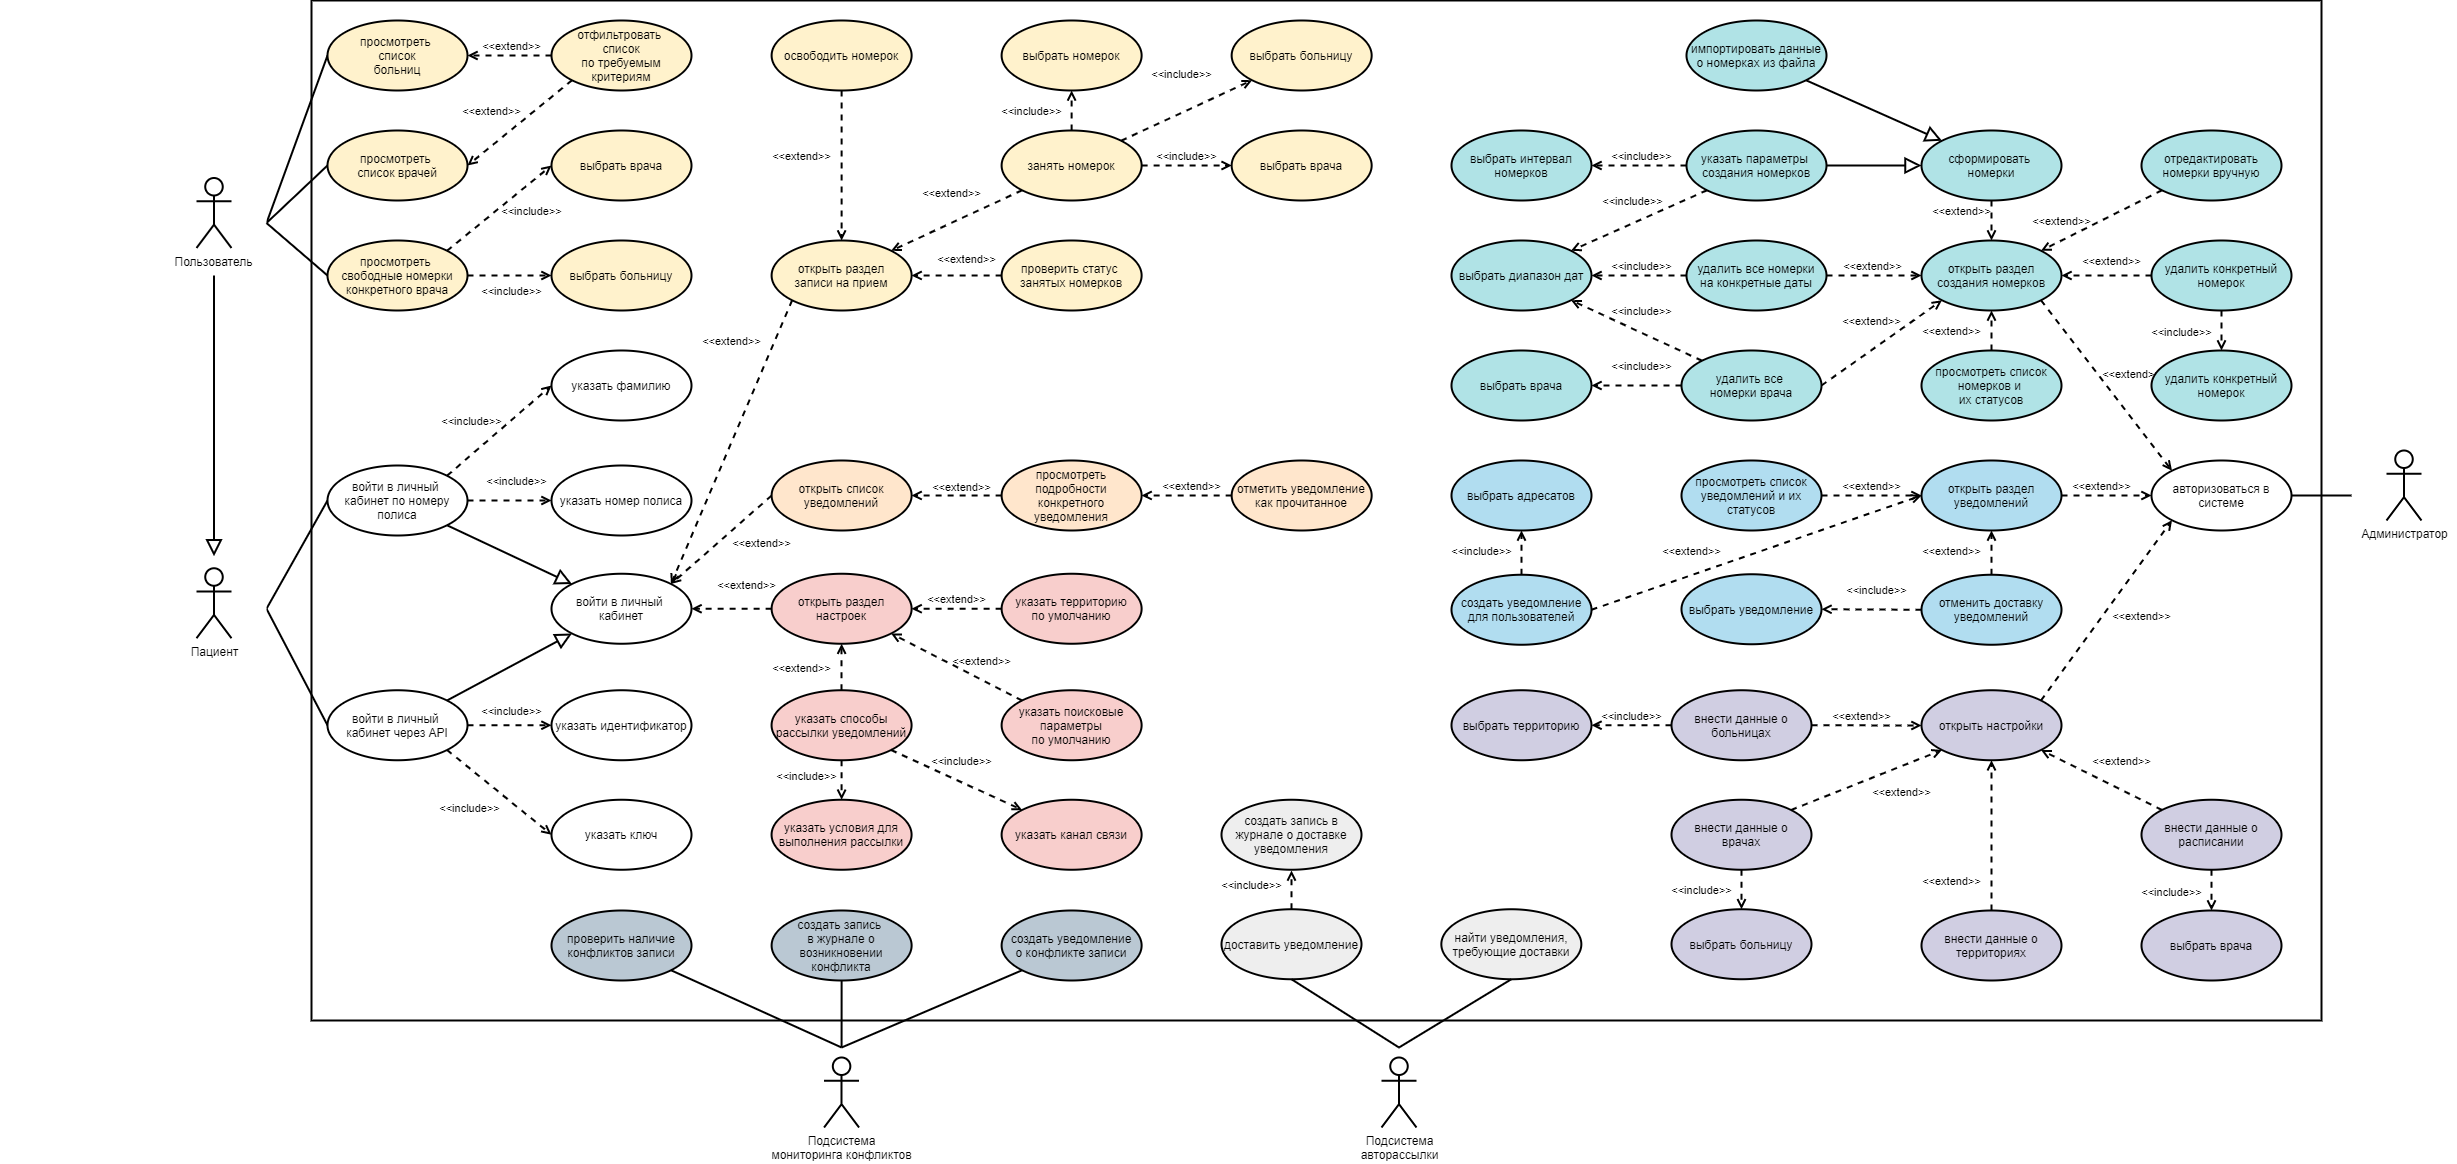 просмотреть
список
больниц
<<extend>>
отфильтровать
список
по требуемым
критериям
освободить номерок
выбрать номерок
<<include>>
выбрать больницу
импортировать данные
о номерках из файла
<<extend>>
<<include>>
просмотреть
список врачей
выбрать врача
<<extend>>
занять номерок
<<include>>
выбрать врача
выбрать интервал
номерков
<<include>>
указать параметры
создания номерков
сформировать
номерки
отредактировать
номерки вручную
<<include>>
<<extend>>
<<include>>
<<extend>>
<<extend>>
Пользователь
просмотреть
свободные номерки
конкретного врача
<<include>>
выбрать больницу
открыть раздел
записи на прием
<<extend>>
проверить статус
занятых номерков
выбрать диапазон дат
<<include>>
удалить все номерки
на конкретные даты
<<extend>>
открыть раздел
создания номерков
<<extend>>
удалить конкретный
номерок
<<extend>>
<<include>>
<<extend>>
<<extend>>
<<include>>
указать фамилию
выбрать врача
<<include>>
удалить все
номерки врача
просмотреть список
номерков и
их статусов
<<extend>>
удалить конкретный
номерок
<<include>>
войти в личный
кабинет по номеру
полиса
<<include>>
указать номер полиса
открыть список
уведомлений
<<extend>>
просмотреть
подробности
конкретного
уведомления
<<extend>>
отметить уведомление
как прочитанное
выбрать адресатов
просмотреть список
уведомлений и их
статусов
<<extend>>
открыть раздел
уведомлений
<<extend>>
авторизоваться в
системе
Администратор
<<extend>>
<<include>>
<<extend>>
<<extend>>
войти в личный
кабинет
<<extend>>
открыть раздел
настроек
<<extend>>
указать территорию
по умолчанию
создать уведомление
для пользователей
выбрать уведомление
<<include>>
отменить доставку
уведомлений
<<extend>>
Пациент
<<extend>>
<<extend>>
войти в личный
кабинет через API
<<include>>
указать идентификатор
указать способы
рассылки уведомлений
указать поисковые
параметры
по умолчанию
выбрать территорию
<<include>>
внести данные о
больницах
<<extend>>
открыть настройки
<<include>>
<<include>>
<<include>>
<<extend>>
<<extend>>
указать ключ
указать условия для
выполнения рассылки
указать канал связи
создать запись в
журнале о доставке
уведомления
внести данные о
врачах
внести данные о
расписании
<<include>>
<<include>>
<<extend>>
<<include>>
проверить наличие
конфликтов записи
создать запись
в журнале о
возникновении
конфликта
создать уведомление
о конфликте записи
доставить уведомление
найти уведомления,
требующие доставки
выбрать больницу
внести данные о
территориях
выбрать врача
Подсистема
мониторинга конфликтов
Подсистема
авторассылки